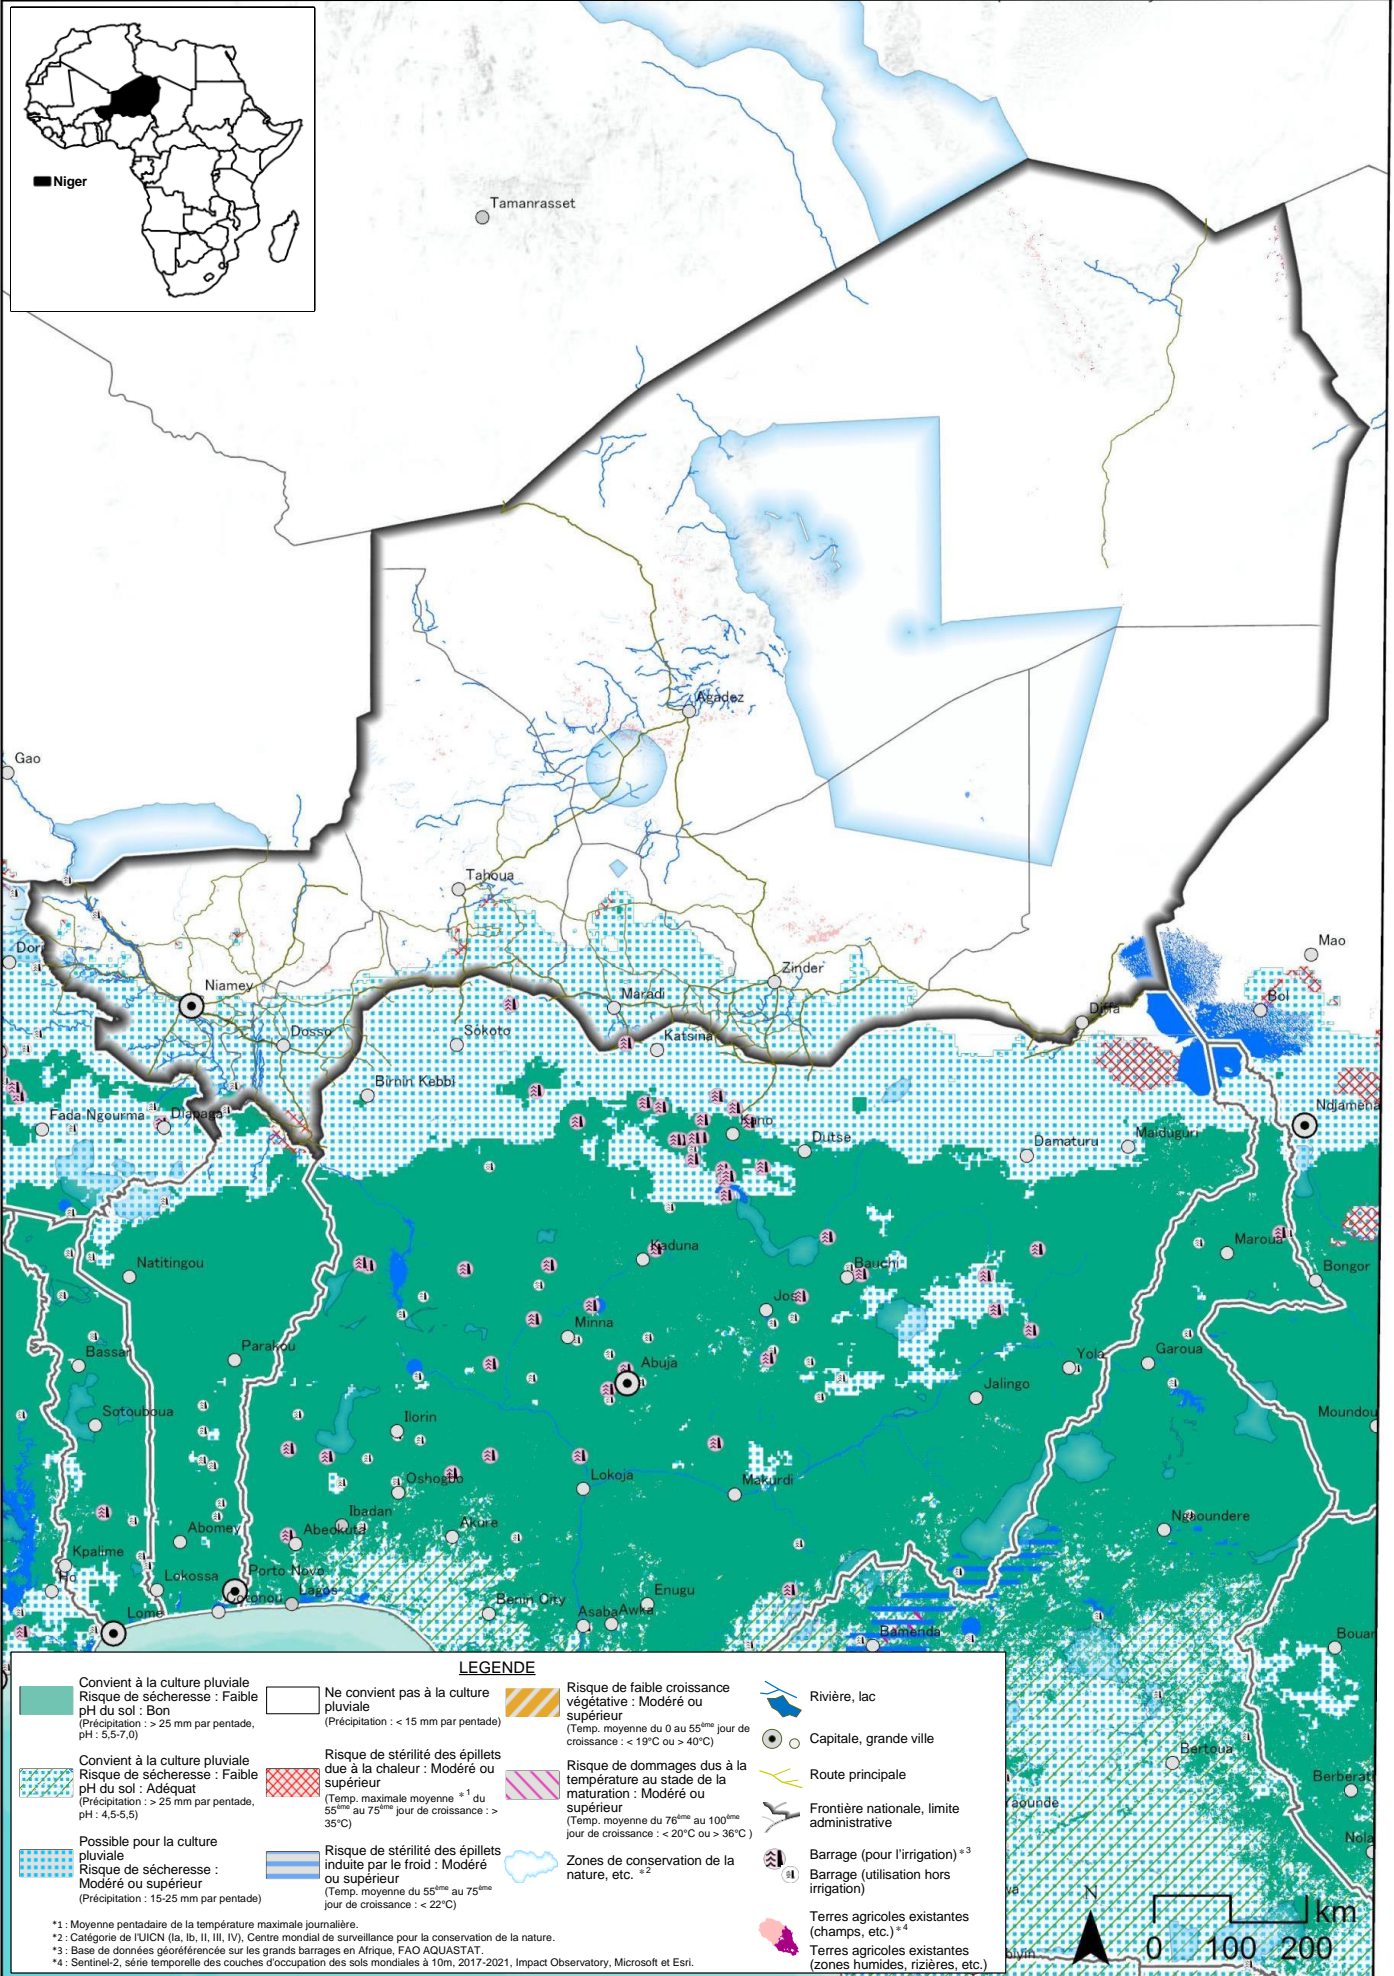 Niger
Tamanrasset
Agadez
Gao
Tahoua
Mao
Dori
Zinder
Niamey
Bol
Maradi
Diffa
Dosso
Sokoto
Katsina
Birnin Kebbi
Ndjamena
Fada Ngourma
Diapaga
Kano
Dutse
Damaturu
Maiduguri
Kaduna
Maroua
Natitingou
Bauchi
Bongor
Jos
Minna
Parakou
Bassar
Abuja
Yola
Garoua
Jalingo
Sotouboua
Ilorin
Moundou
Oshogbo
Lokoja
Makurdi
Ibadan
Abomey
Abeokuta
Akure
Ngaoundere
Kpalime
Ho
Lokossa
Porto Novo
Cotonou
Lagos
Lome
Benin City
Enugu
Asaba
Awka
Bamenda
Bouar
Bertoua
Berberati
raounde
Nola
LEGENDE
Convient à la culture pluviale
Risque de sécheresse : Faible
pH du sol : Bon
(Précipitation : > 25 mm par pentade,
pH : 5,5-7,0)
Convient à la culture pluviale
Risque de sécheresse : Faible
pH du sol : Adéquat
(Précipitation : > 25 mm par pentade,
pH : 4,5-5,5)
Possible pour la culture
pluviale
Risque de sécheresse :
Modéré ou supérieur
(Précipitation : 15-25 mm par pentade)
Ne convient pas à la culture
pluviale
(Précipitation : < 15 mm par pentade)
Risque de stérilité des épillets
due à la chaleur : Modéré ou
supérieur
(Temp. maximale moyenne *1 du
55ème au 75ème jour de croissance : >
35°C)
Risque de stérilité des épillets
induite par le froid : Modéré
ou supérieur
(Temp. moyenne du 55ème au 75ème
jour de croissance : < 22°C)
Risque de faible croissance
végétative : Modéré ou
supérieur
(Temp. moyenne du 0 au 55ème jour de
croissance : < 19°C ou > 40°C)
Risque de dommages dus à la
température au stade de la
maturation : Modéré ou
supérieur
(Temp. moyenne du 76ème au 100ème
jour de croissance : < 20°C ou > 36°C )
Zones de conservation de la
nature, etc. *2
Rivière, lac
Capitale, grande ville
Route principale
Frontière nationale, limite
administrative
Barrage (pour l'irrigation) *3
Barrage (utilisation hors
irrigation)
Terres agricoles existantes
(champs, etc.) *4
Terres agricoles existantes
(zones humides, rizières, etc.)
*1 : Moyenne pentadaire de la température maximale journalière.
*2 : Catégorie de l'UICN (Ia, Ib, II, III, IV), Centre mondial de surveillance pour la conservation de la nature.
*3 : Base de données géoréférencée sur les grands barrages en Afrique, FAO AQUASTAT.
*4 : Sentinel-2, série temporelle des couches d'occupation des sols mondiales à 10m, 2017-2021, Impact Observatory, Microsoft et Esri.
N
km
0 100 200